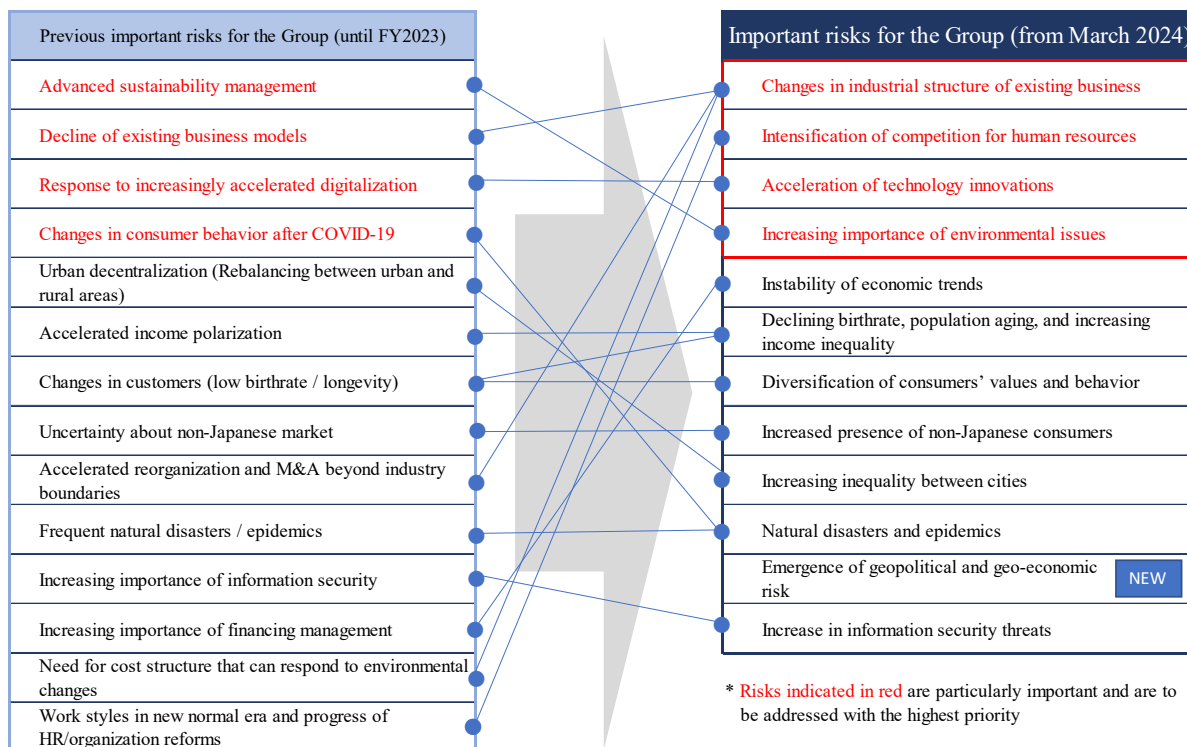 Previous important risks for the Group (until FY2023)
Advanced sustainability management
Decline of existing business models
Response to increasingly accelerated digitalization
Changes in consumer behavior after COVID-19
Urban decentralization (Rebalancing between urban and
rural areas)
Accelerated income polarization
Changes in customers (low birthrate / longevity)
Uncertainty about non-Japanese market
Accelerated reorganization and M&A beyond industry
boundaries
Frequent natural disasters / epidemics
Increasing importance of information security
Increasing importance of financing management
Need for cost structure that can respond to environmental
changes
Work styles in new normal era and progress of
HR/organization reforms
Important risks for the Group (from March 2024)
Changes in industrial structure of existing business
Intensification of competition for human resources
Acceleration of technology innovations
Increasing importance of environmental issues
Instability of economic trends
Declining birthrate, population aging, and increasing
income inequality
Diversification of consumers’ values and behavior
Increased presence of non-Japanese consumers
Increasing inequality between cities
Natural disasters and epidemics
Emergence of geopolitical and geo-economic
risk
NEW
Increase in information security threats
* Risks indicated in red are particularly important and are to
be addressed with the highest priority